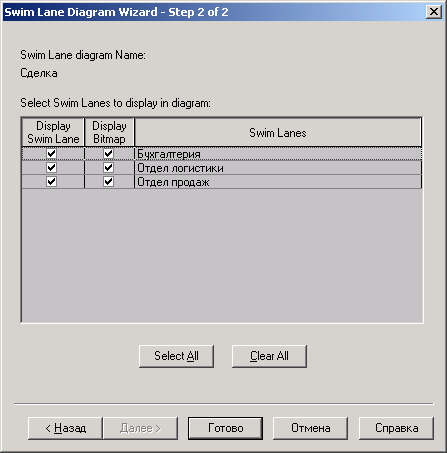 Swim Lane Diagram Wizard - Step 2 of 2
Swim Lane diagram Name:
Сделка
Select Swim Lanes to display in diagram:
Display Swim Lane Display Bitmap Swim Lanes
Бухгалтерия
Отдел логистики
Отдел продаж
Select All Clear All
< Назад Далее > Готово Отмена Справка